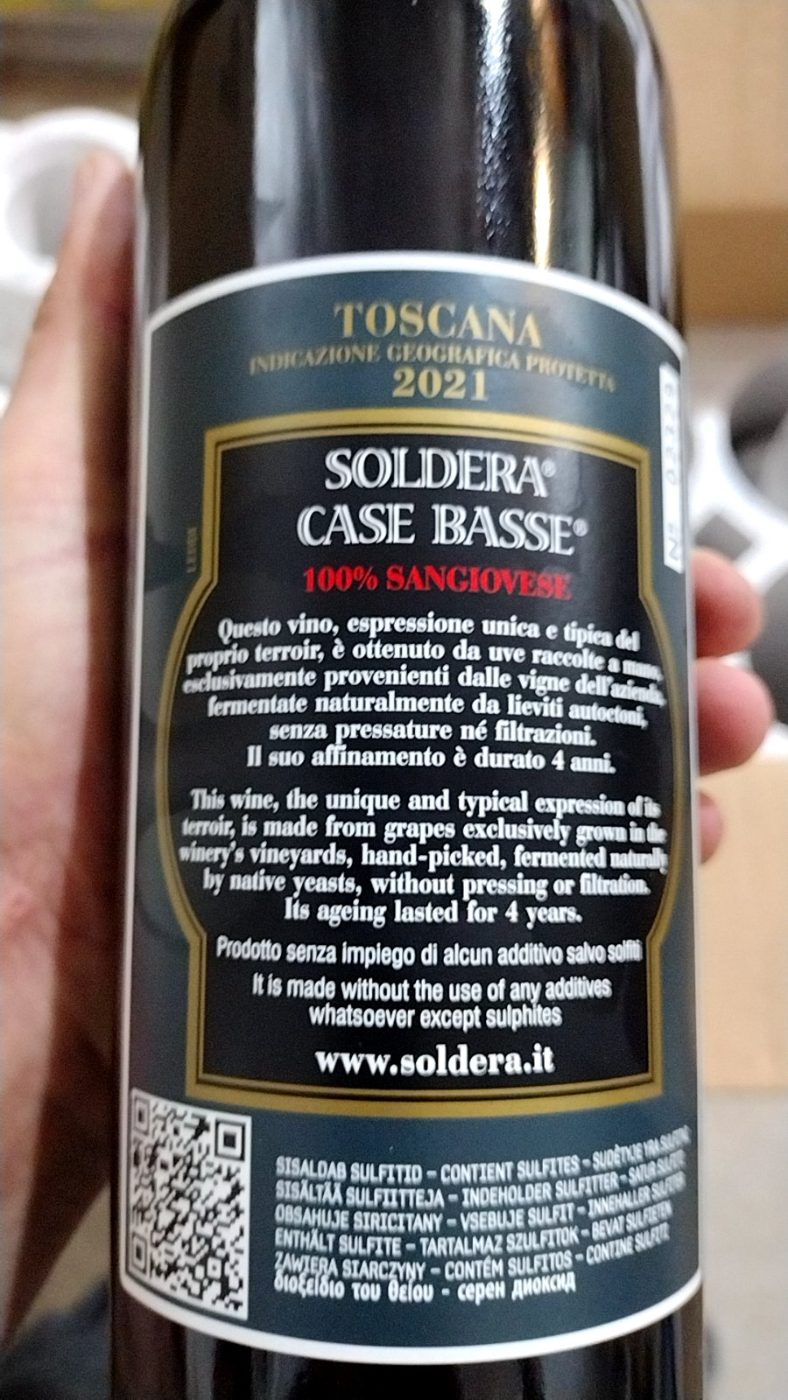 TOSCANA
INDICAZIONE GEOGRAFICA PROTETTA
2021
SOLDERA®
CASE BASSE®
100% SANGIOVESE
Questo vino, espressione unica e tipica del
proprio terroir, è ottenuto da uve raccolte a mano,
esclusivamente provenienti dalle vigne dell'azienda,
fermentate naturalmente da lieviti autoctoni,
senza pressature né filtrazioni.
Il suo affinamento è durato 4 anni.
This wine, the unique and typical expression of its
terroir, is made from grapes exclusively grown in the
winery's vineyards, hand-picked, fermented naturally
by native yeasts, without pressing or filtration.
Its ageing lasted for 4 years.
Prodotto senza impiego di alcun additivo salvo solfiti
It is made without the use of any additives
whatsoever except sulphites
www.soldera.it
SISALDAB SULFITID – CONTIENT SULFITES – SUDĖTYJE YRA
SISÄLTÄÄ SULFIITTEJA – INDEHOLDER SULFITTER – SATUR
OBSAHUJE SIRICITANY – VSEBUJE SULFIT – INNEHALLER
ENTHÄLT SULFITE – TARTALMAZ SZULFITOK – BEVAT SULFIETEN
ZAWIERA SIARCZYNY – CONTÉM SULFITOS – CONTINE SULFITI
διοξείδιο του θείου - серен диоксид
Nº